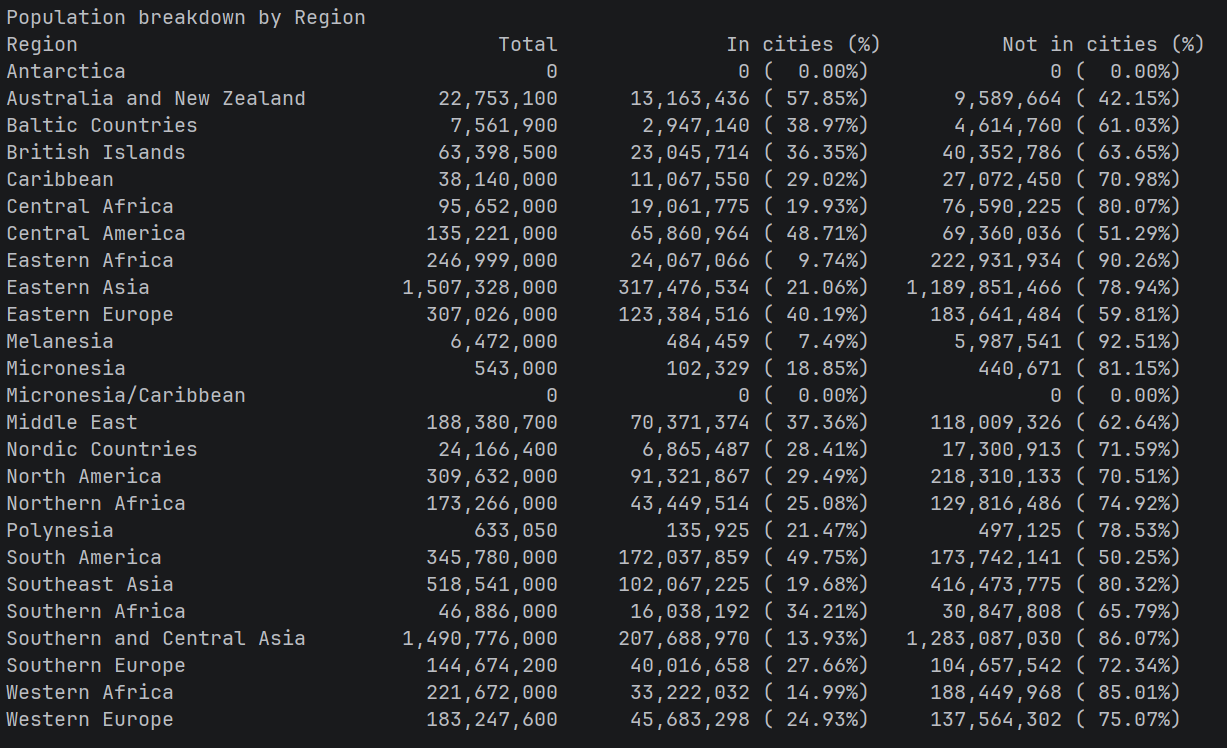 Population breakdown by Region
Region Total In cities (%) Not in cities (%)
Antarctica 0 0 ( 0.00%) 0 ( 0.00%)
Australia and New Zealand 22,753,100 13,163,436 ( 57.85%) 9,589,664 ( 42.15%)
Baltic Countries 7,561,900 2,947,140 ( 38.97%) 4,614,760 ( 61.03%)
British Islands 63,398,500 23,045,714 ( 36.35%) 40,352,786 ( 63.65%)
Caribbean 38,140,000 11,067,550 ( 29.02%) 27,072,450 ( 70.98%)
Central Africa 95,652,000 19,061,775 ( 19.93%) 76,590,225 ( 80.07%)
Central America 135,221,000 65,860,964 ( 48.71%) 69,360,036 ( 51.29%)
Eastern Africa 246,999,000 24,067,066 ( 9.74%) 222,931,934 ( 90.26%)
Eastern Asia 1,507,328,000 317,476,534 ( 21.06%) 1,189,851,466 ( 78.94%)
Eastern Europe 307,026,000 123,384,516 ( 40.19%) 183,641,484 ( 59.81%)
Melanesia 6,472,000 484,459 ( 7.49%) 5,987,541 ( 92.51%)
Micronesia 543,000 102,329 ( 18.85%) 440,671 ( 81.15%)
Micronesia/Caribbean 0 0 ( 0.00%) 0 ( 0.00%)
Middle East 188,380,700 70,371,374 ( 37.36%) 118,009,326 ( 62.64%)
Nordic Countries 24,166,400 6,865,487 ( 28.41%) 17,300,913 ( 71.59%)
North America 309,632,000 91,321,867 ( 29.49%) 218,310,133 ( 70.51%)
Northern Africa 173,266,000 43,449,514 ( 25.08%) 129,816,486 ( 74.92%)
Polynesia 633,050 135,925 ( 21.47%) 497,125 ( 78.53%)
South America 345,780,000 172,037,859 ( 49.75%) 173,742,141 ( 50.25%)
Southeast Asia 518,541,000 102,067,225 ( 19.68%) 416,473,775 ( 80.32%)
Southern Africa 46,886,000 16,038,192 ( 34.21%) 30,847,808 ( 65.79%)
Southern and Central Asia 1,490,776,000 207,688,970 ( 13.93%) 1,283,087,030 ( 86.07%)
Southern Europe 144,674,200 40,016,658 ( 27.66%) 104,657,542 ( 72.34%)
Western Africa 221,672,000 33,222,032 ( 14.99%) 188,449,968 ( 85.01%)
Western Europe 183,247,600 45,683,298 ( 24.93%) 137,564,302 ( 75.07%)